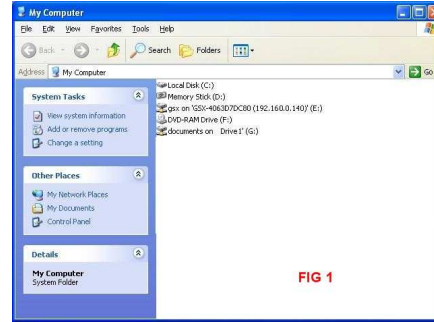 My Computer
File Edit View Favorites Tools Help
Back Search Folders
Address My Computer Go
System Tasks
View system information
Add or remove programs
Change a setting
Other Places
My Network Places
My Documents
Control Panel
Details
My Computer
System Folder
Local Disk (C:)
Memory Stick (D:)
gsx on 'GSX-4063D7DC80 (192.168.0.140)' (E:)
DVD-RAM Drive (F:)
documents on Drive1' (G:)
FIG 1